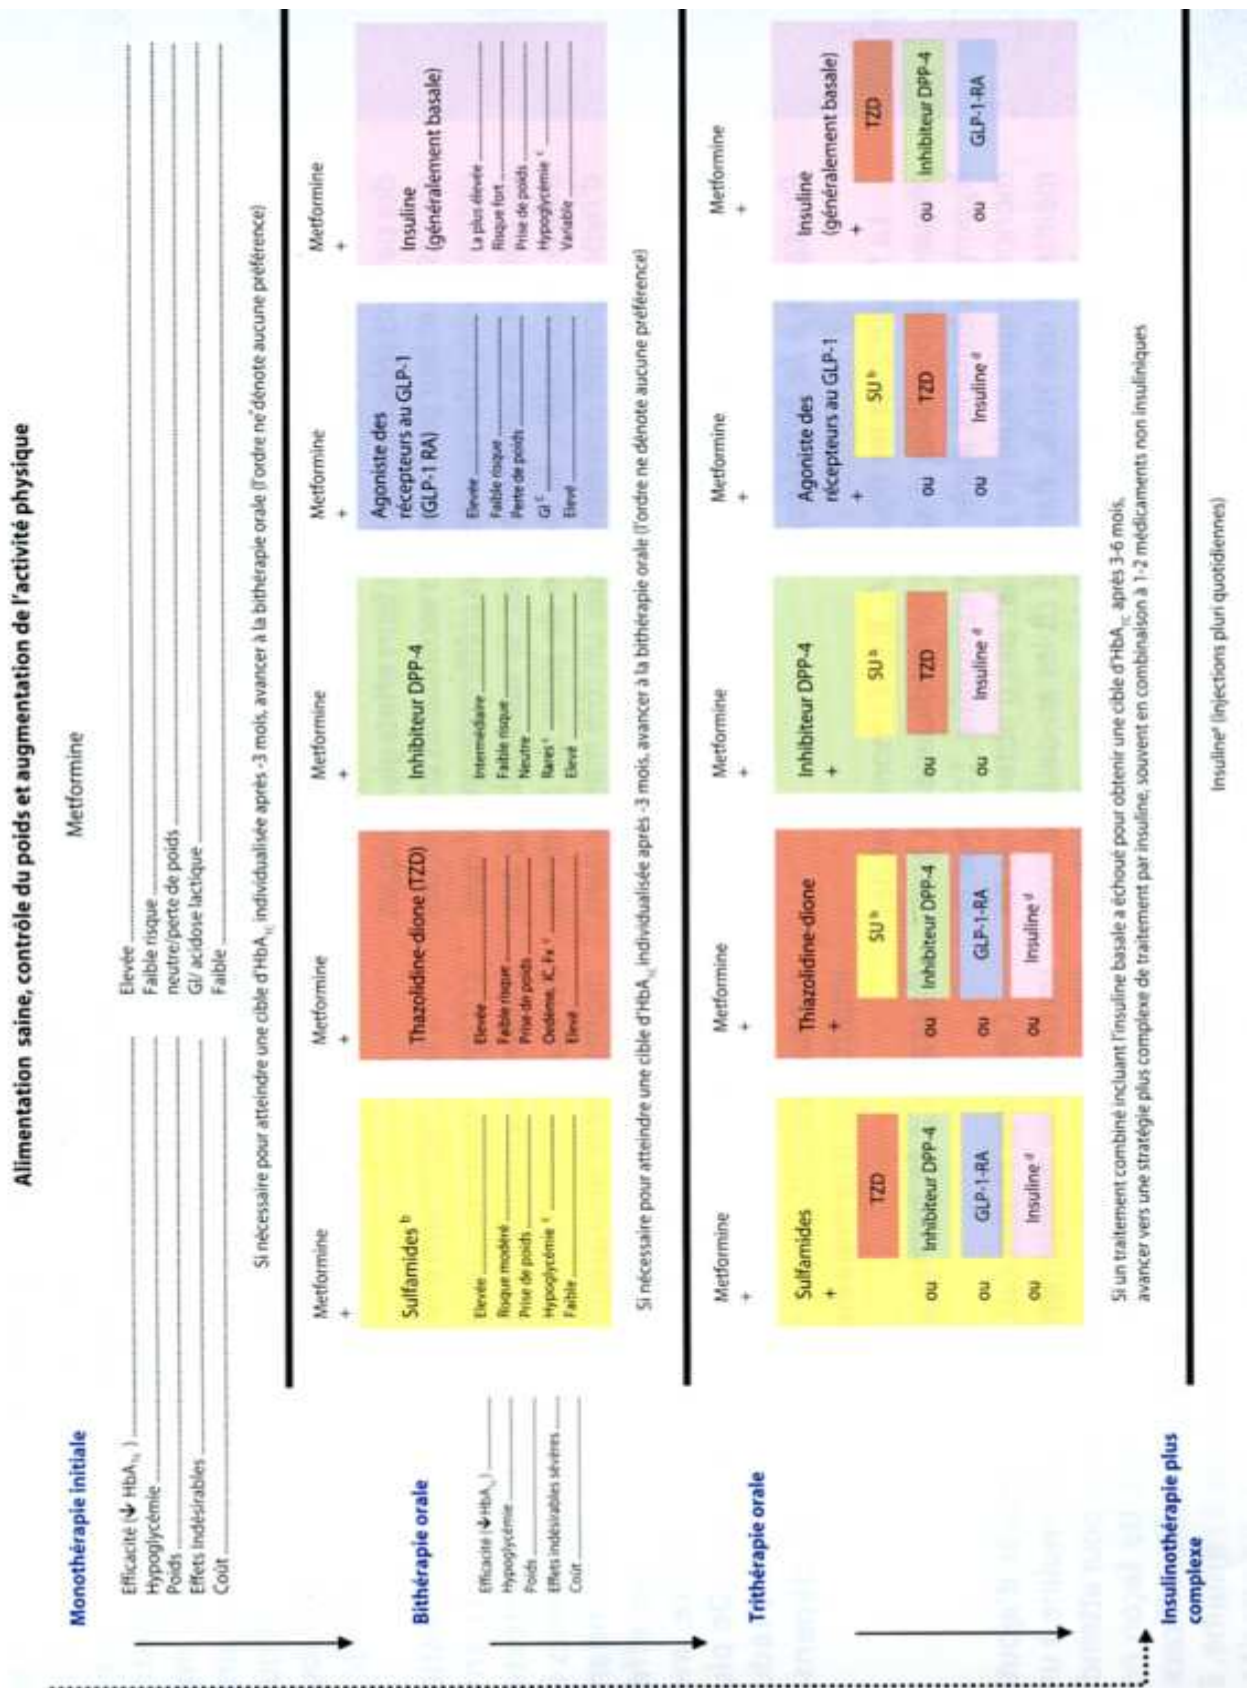 Alimentation saine, contrôle du poids et augmentation de l'activité physique
Monothérapie initiale
Metformine
Efficacité (↓ HbA1c) Elevée
Hypoglycémie Faible risque
Poids neutre/perte de poids
Effets indésirables GI/ acidose lactique
Coût Faible
Si nécessaire pour atteindre une cible d'HbA1c individualisée après -3 mois, avancer à la bithérapie orale (l'ordre ne dénote aucune préférence)
Bithérapie orale
Metformine + Metformine + Metformine + Metformine + Metformine +
Efficacité (↓ HbA1c)
Hypoglycémie
Poids
Effets indésirables sévères
Coût
Sulfamides b
Elevée
Risque modéré
Prise de poids
Hypoglycémie c
Faible
Thazolidine-dione (TZD)
Elevée
Faible risque
Prise de poids
Oedème, IC, Fx c
Elevé
Inhibiteur DPP-4
Intermédiaire
Faible risque
Neutre
Rares c
Elevé
Agoniste des
récepteurs au GLP-1
(GLP-1 RA)
Elevée
Faible risque
Perte de poids
GI c
Elevé
Insuline
(généralement basale)
La plus élevée
Risque fort
Prise de poids
Hypoglycémie c
Variable
Si nécessaire pour atteindre une cible d'HbA1c individualisée après -3 mois, avancer à la bithérapie orale (l'ordre ne dénote aucune préférence)
Trithérapie orale
Metformine + Metformine + Metformine + Metformine + Metformine +
Sulfamides
+
TZD
ou Inhibiteur DPP-4
ou GLP-1-RA
ou Insuline d
Thiazolidine-dione
+
SU b
ou Inhibiteur DPP-4
ou GLP-1-RA
ou Insuline d
Inhibiteur DPP-4
+
SU b
ou TZD
ou Insuline d
Agoniste des
récepteurs au GLP-1
+
SU b
ou TZD
ou Insuline d
Insuline
(généralement basale)
+
TZD
ou Inhibiteur DPP-4
ou GLP-1-RA
Si un traitement combiné incluant l'insuline basale a échoué pour obtenir une cible d'HbA1c après 3-6 mois,
avancer vers une stratégie plus complexe de traitement par insuline, souvent en combinaison à 1-2 médicaments non insuliniques
Insulinothérapie plus
complexe
Insuline e (injections pluri quotidiennes)